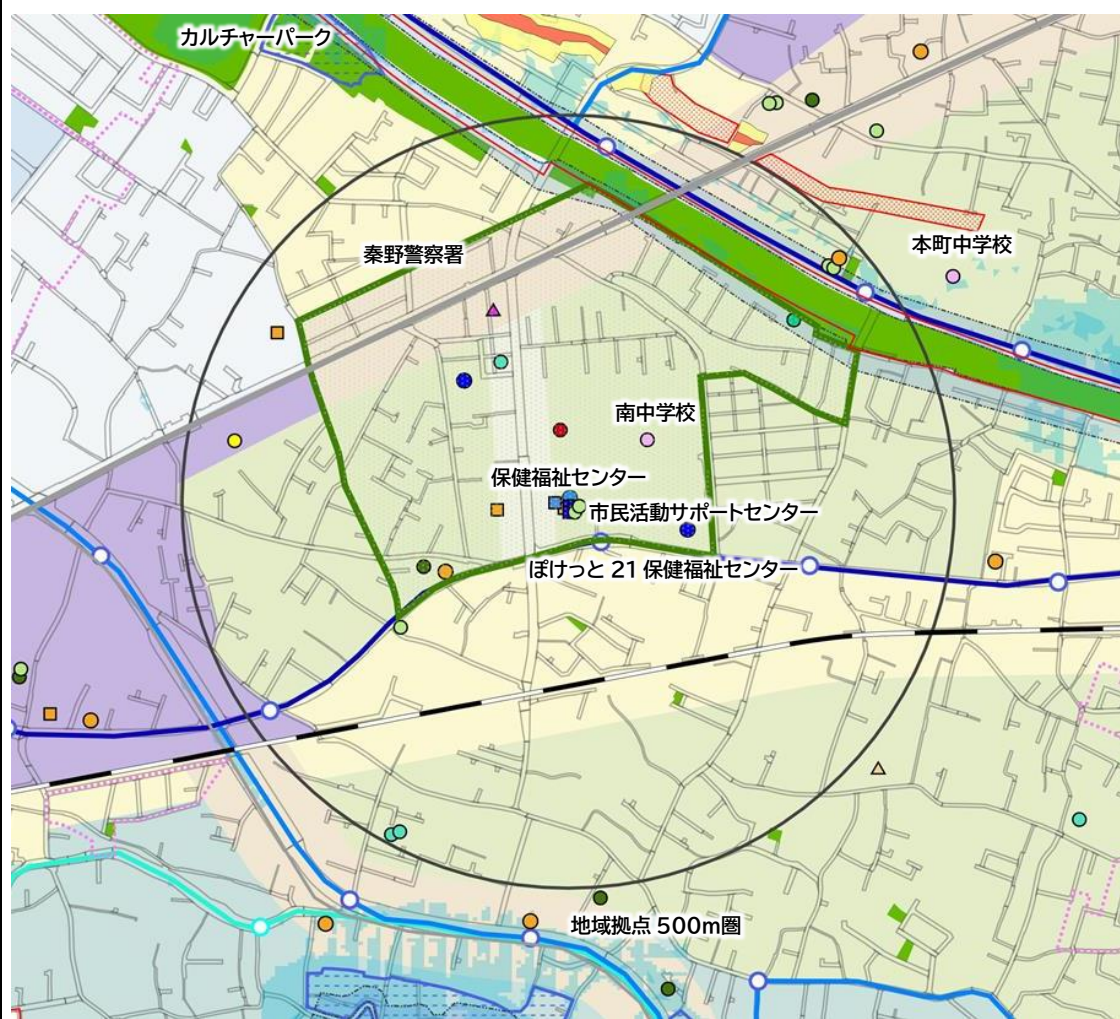 カルチャーパーク
秦野警察署
本町中学校
南中学校
保健福祉センター
市民活動サポートセンター
ぽけっと 21 保健福祉センター
地域拠点 500m圏